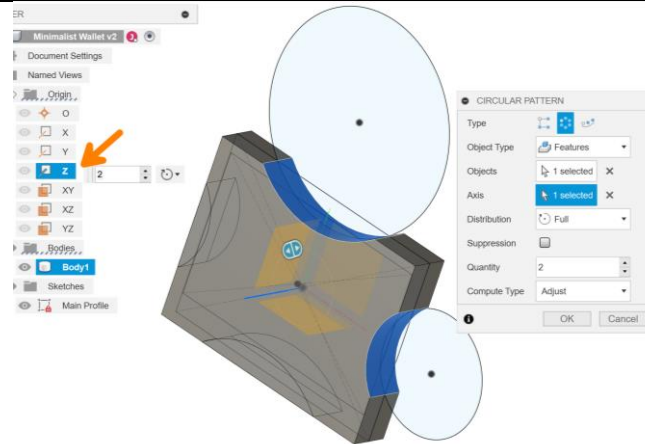 ER
Minimalist Wallet v2
Document Settings
Named Views
Origin
O
X
Y
Z
2
XY
XZ
YZ
Bodies
Body1
Sketches
Main Profile
CIRCULAR PATTERN
Type
Object Type
Features
Objects
1 selected
Axis
1 selected
Distribution
Full
Suppression
Quantity
2
Compute Type
Adjust
OK
Cancel